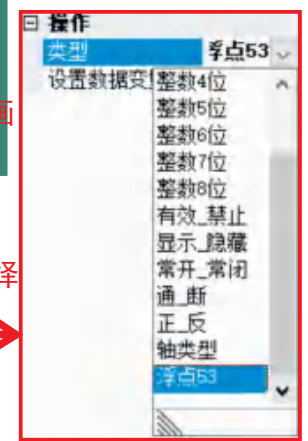 操作
类型 浮点53
设置数据变
整数4位
整数5位
整数6位
整数7位
整数8位
有效_禁止
显示_隐藏
常开_常闭
通_断
正_反
轴类型
浮点53
画
择